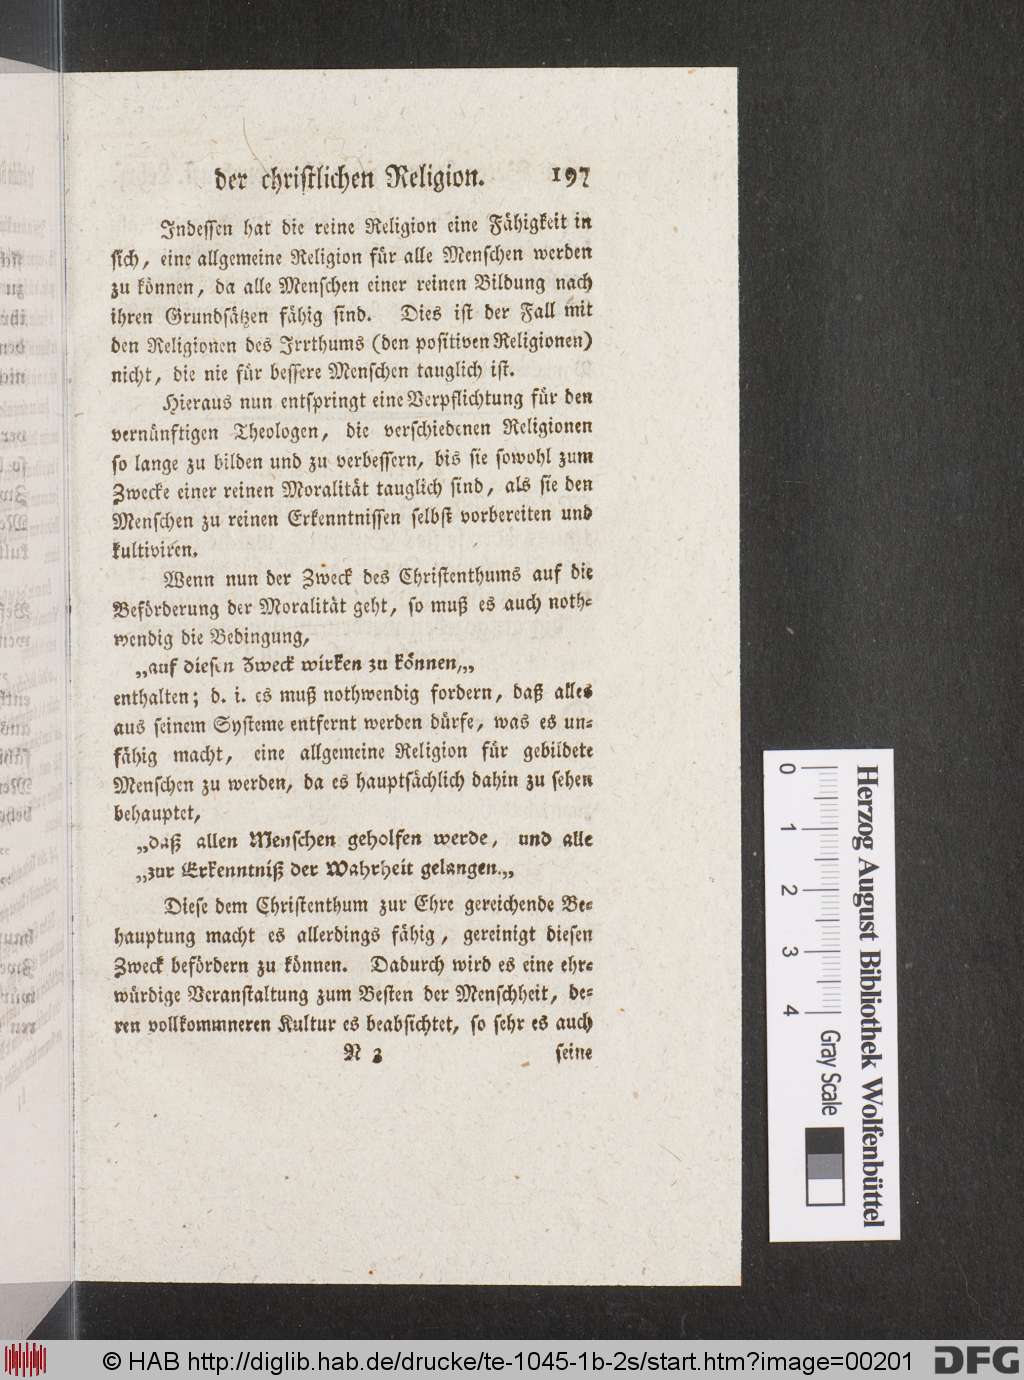 der christlichen Religion. 197
Indessen hat die reine Religion eine Fähigkeit in
sich, eine allgemeine Religion für alle Menschen werden
zu können, da alle Menschen einer reinen Bildung nach
ihren Grundsätzen fähig sind. Dies ist der Fall mit
den Religionen des Irrthums (den positiven Religionen)
nicht, die nie für bessere Menschen tauglich ist.
Hieraus nun entspringt eine Verpflichtung für den
vernünftigen Theologen, die verschiedenen Religionen
so lange zu bilden und zu verbessern, bis sie sowohl zum
Zwecke einer reinen Moralität tauglich sind, als sie den
Menschen zu reinen Erkenntnissen selbst vorbereiten und
kultiviren.
Wenn nun der Zweck des Christenthums auf die
Beförderung der Moralität geht, so muß es auch noth-
wendig die Bedingung,
„auf diesen Zweck wirken zu können,„
enthalten; d. i. es muß nothwendig fordern, daß alles
aus seinem Systeme entfernt werden dürfe, was es un-
fähig macht, eine allgemeine Religion für gebildete
Menschen zu werden, da es hauptsächlich dahin zu sehen
behauptet,
„daß allen Menschen geholfen werde, und alle
„zur Erkenntniß der Wahrheit gelangen.„
Diese dem Christenthum zur Ehre gereichende Be-
hauptung macht es allerdings fähig, gereinigt diesen
Zweck befördern zu können. Dadurch wird es eine ehr-
würdige Veranstaltung zum Besten der Menschheit, de-
ren vollkommneren Kultur es beabsichtet, so sehr es auch
N 3 seine
0 1 2 3 4 Gray Scale
Herzog August Bibliothek Wolfenbüttel
© HAB http://diglib.hab.de/drucke/te-1045-1b-2s/start.htm?image=00201 DFG